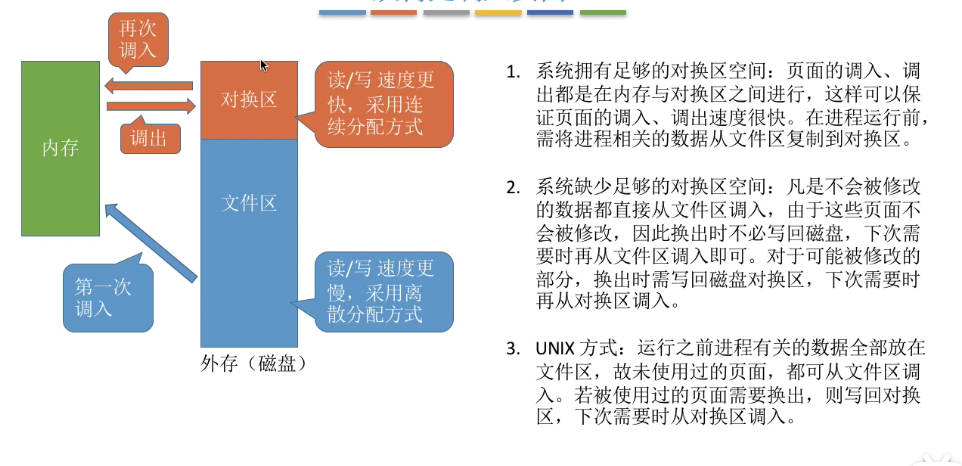 再次
调入
调出
内存
对换区
文件区
读/写 速度更
快，采用连
续分配方式
第一次
调入
读/写 速度更
慢，采用离
散分配方式
外存（磁盘）
1. 系统拥有足够的对换区空间：页面的调入、调
出都是在内存与对换区之间进行，这样可以保
证页面的调入、调出速度很快。在进程运行前，
需将进程相关的数据从文件区复制到对换区。
2. 系统缺少足够的对换区空间：凡是不会被修改
的数据都直接从文件区调入，由于这些页面不
会被修改，因此换出时不必写回磁盘，下次需
要时再从文件区调入即可。对于可能被修改的
部分，换出时需写回磁盘对换区，下次需要时
再从对换区调入。
3. UNIX 方式：运行之前进程有关的数据全部放在
文件区，故未使用过的页面，都可从文件区调
入。若被使用过的页面需要换出，则写回对换
区，下次需要时从对换区调入。